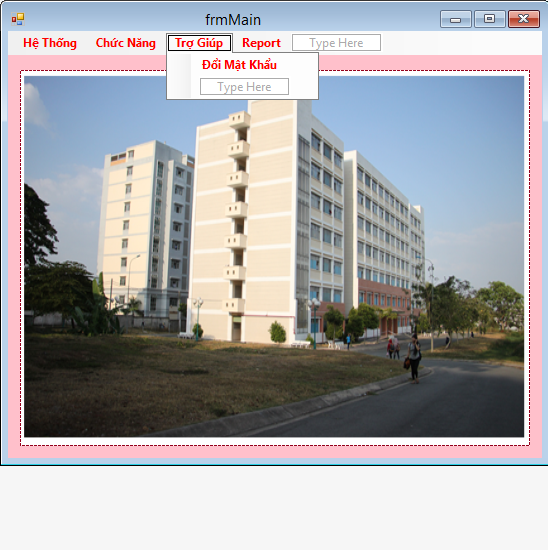 frmMain
Hệ Thống Chức Năng Trợ Giúp Report Type Here
Đổi Mật Khẩu
Type Here